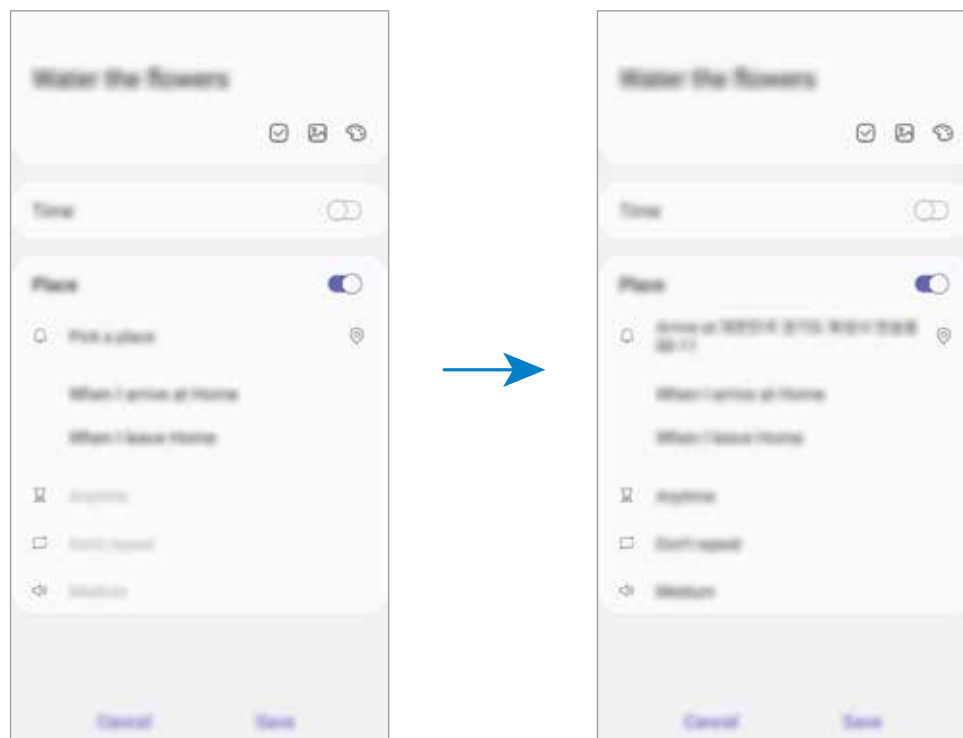 Water the flowers
Time
Place
Pick a place
When I arrive at Home
When I leave Home
Anytime
Don't repeat
Medium
Cancel
Save
Water the flowers
Time
Place
Arrive at
When I arrive at Home
When I leave Home
Anytime
Don't repeat
Medium
Cancel
Save